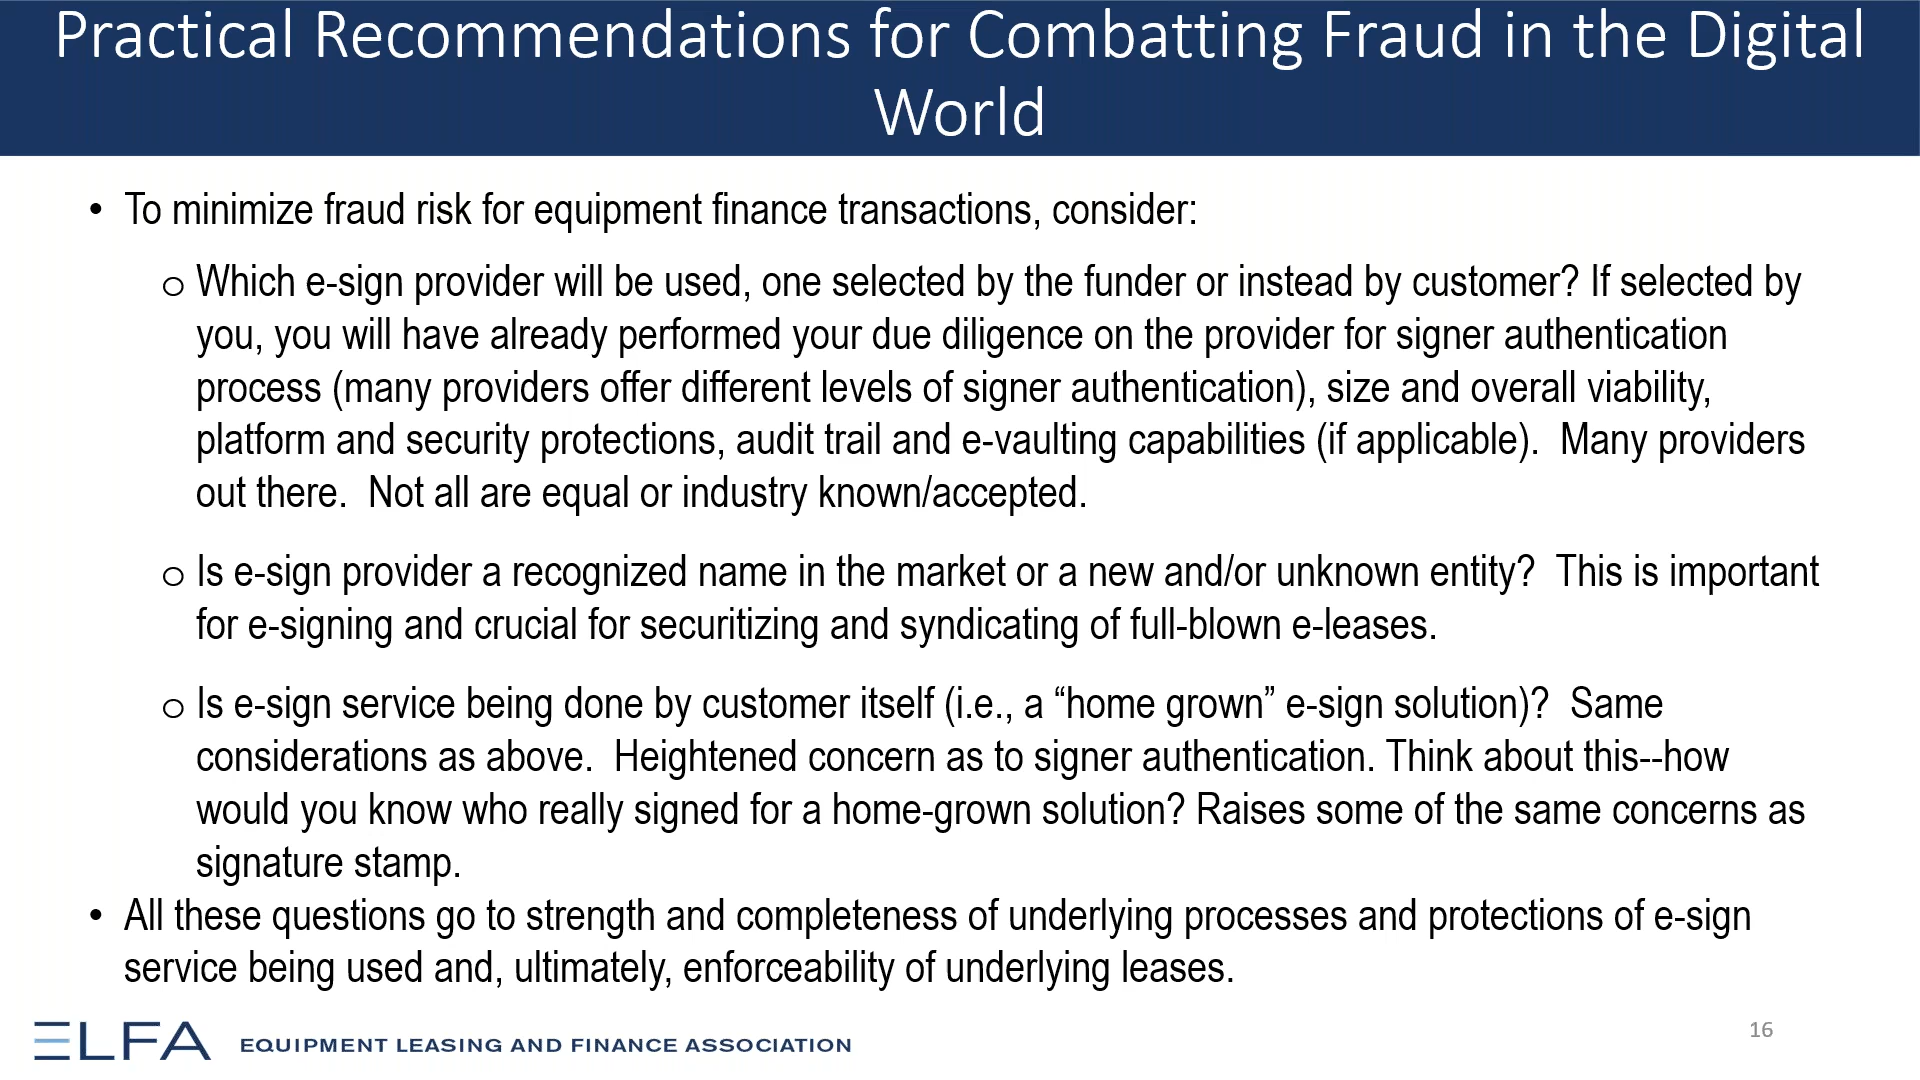 Practical Recommendations for Combatting Fraud in the Digital
World
• To minimize fraud risk for equipment finance transactions, consider:
o Which e-sign provider will be used, one selected by the funder or instead by customer? If selected by
you, you will have already performed your due diligence on the provider for signer authentication
process (many providers offer different levels of signer authentication), size and overall viability,
platform and security protections, audit trail and e-vaulting capabilities (if applicable).  Many providers
out there.  Not all are equal or industry known/accepted.
o Is e-sign provider a recognized name in the market or a new and/or unknown entity?  This is important
for e-signing and crucial for securitizing and syndicating of full-blown e-leases.
o Is e-sign service being done by customer itself (i.e., a “home grown” e-sign solution)?  Same
considerations as above.  Heightened concern as to signer authentication. Think about this--how
would you know who really signed for a home-grown solution? Raises some of the same concerns as
signature stamp.
• All these questions go to strength and completeness of underlying processes and protections of e-sign
service being used and, ultimately, enforceability of underlying leases.
ELFA EQUIPMENT LEASING AND FINANCE ASSOCIATION
16